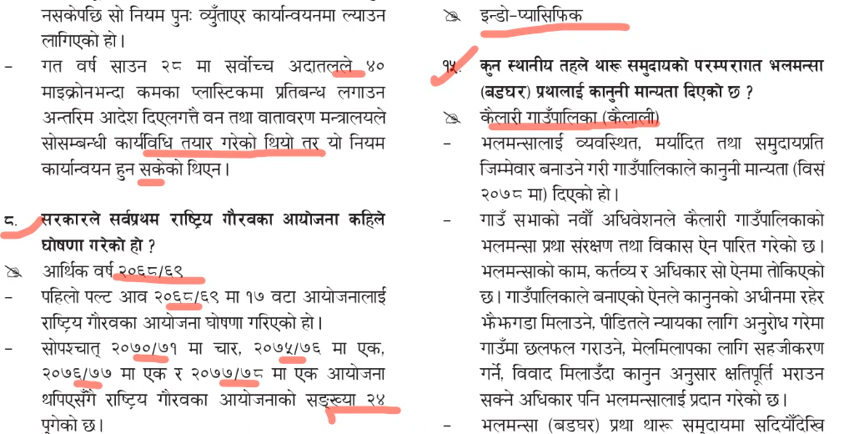 नसकेपछि सो नियम पुनः व्युँताएर कार्यान्वयनमा ल्याउन
लागिएको हो।
– गत वर्ष साउन २८ मा सर्वोच्च अदालतले ४०
माइक्रोनभन्दा कमका प्लास्टिकमा प्रतिबन्ध लगाउन
अन्तरिम आदेश दिएलगत्तै वन तथा वातावरण मन्त्रालयले
सोसम्बन्धी कार्यविधि तयार गरेको थियो तर यो नियम
कार्यान्वयन हुन सकेको थिएन।
८. सरकारले सर्वप्रथम राष्ट्रिय गौरवका आयोजना कहिले
घोषणा गरेको हो ?
आर्थिक वर्ष २०६८/६९
– पहिलो पल्ट आव २०६८/६९ मा १७ वटा आयोजनालाई
राष्ट्रिय गौरवका आयोजना घोषणा गरिएको हो।
– सोपश्चात् २०७०/७१ मा चार, २०७५/७६ मा एक,
२०७६/७७ मा एक र २०७७/७८ मा एक आयोजना
थपिएसँगै राष्ट्रिय गौरवका आयोजनाको सङ्ख्या २४
पुगेको छ।
इन्डो-प्यासिफिक
१५. कुन स्थानीय तहले थारू समुदायको परम्परागत भलमन्सा
(बडघर) प्रथालाई कानुनी मान्यता दिएको छ ?
कैलारी गाउँपालिका (कैलाली)
– भलमन्सालाई व्यवस्थित, मर्यादित तथा समुदायप्रति
जिम्मेवार बनाउने गरी गाउँपालिकाले कानुनी मान्यता (विसं
२०७८ मा) दिएको हो।
– गाउँ सभाको नवौँ अधिवेशनले कैलारी गाउँपालिकाको
भलमन्सा प्रथा संरक्षण तथा विकास ऐन पारित गरेको छ।
भलमन्साको काम, कर्तव्य र अधिकार सो ऐनमा तोकिएको
छ। गाउँपालिकाले बनाएको ऐनले कानुनको अधीनमा रहेर
झैझगडा मिलाउने, पीडितले न्यायका लागि अनुरोध गरेमा
गाउँमा छलफल गराउने, मेलमिलापका लागि सहजीकरण
गर्ने, विवाद मिलाउँदा कानुन अनुसार क्षतिपूर्ति भराउन
सक्ने अधिकार पनि भलमन्सालाई प्रदान गरेको छ।
– भलमन्सा (बडघर) प्रथा थारू समुदायमा सदियौँदेखि